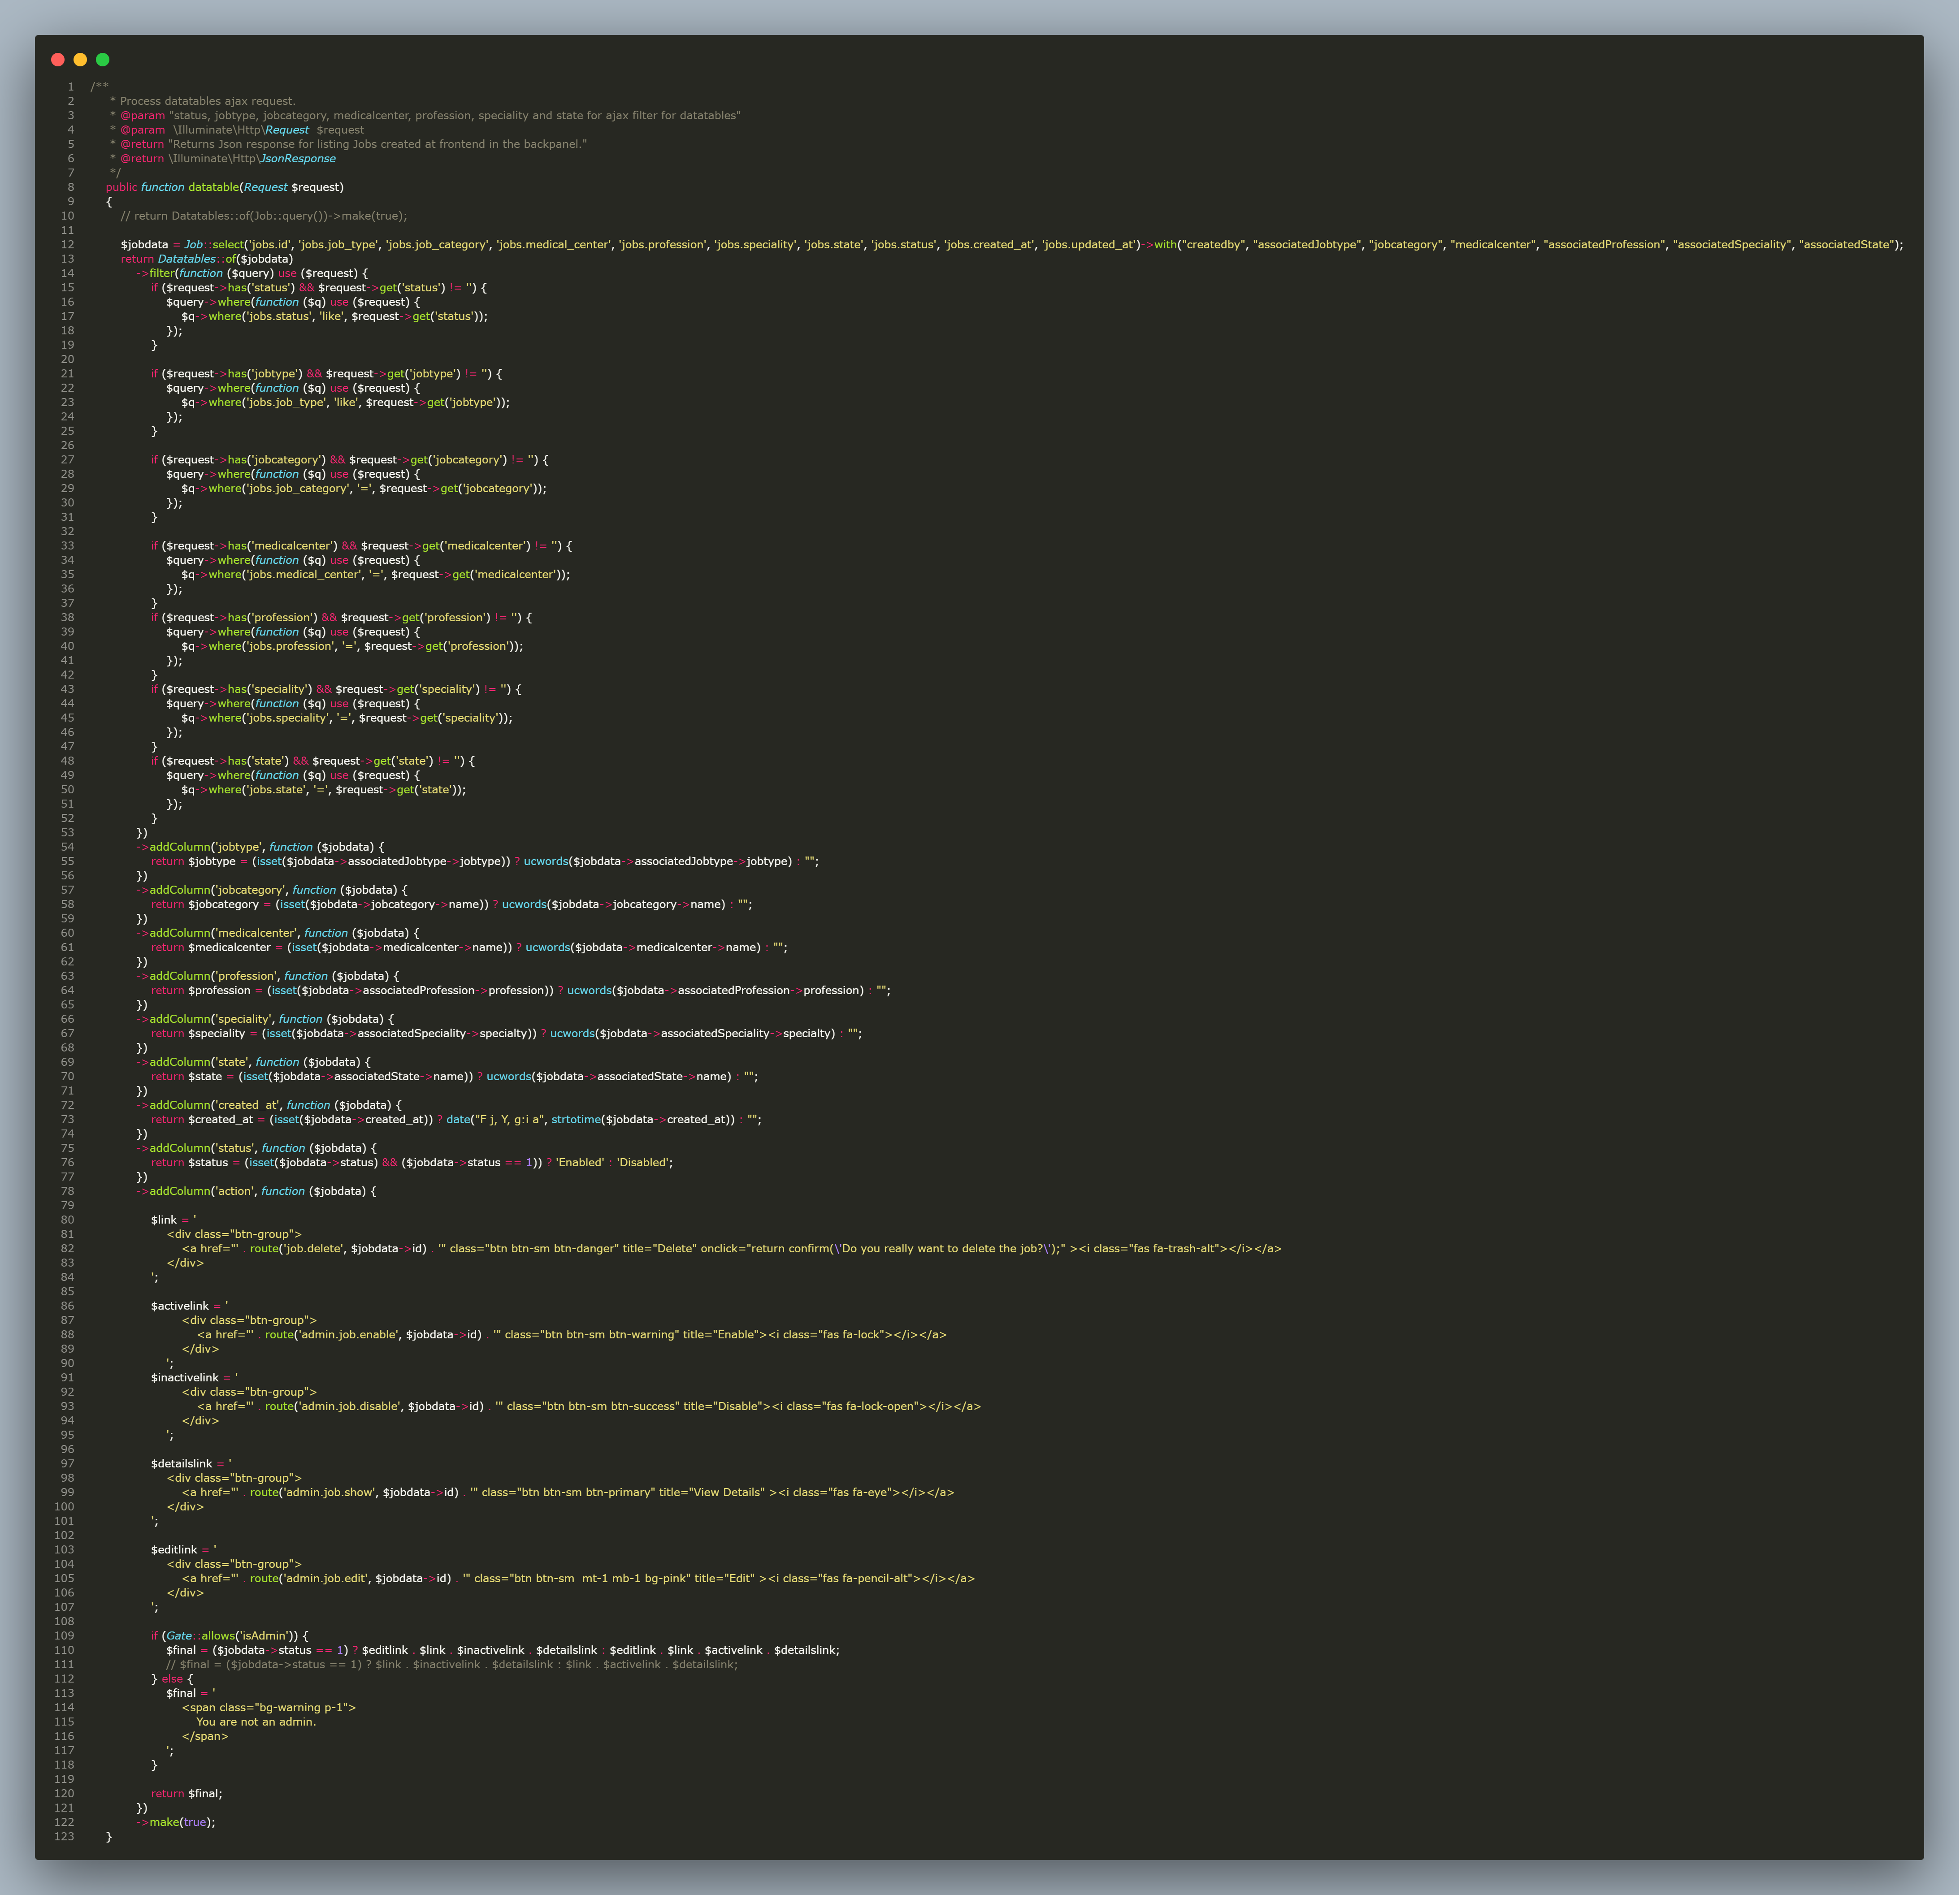 1 /**
2 * Process datatables ajax request.
3 * @param "status, jobtype, jobcategory, medicalcenter, profession, speciality and state for ajax filter for datatables"
4 * @param  \Illuminate\Http\Request  $request
5 * @return "Returns Json response for listing Jobs created at frontend in the backpanel."
6 * @return \Illuminate\Http\JsonResponse
7 */
8 public function datatable(Request $request)
9 {
10 // return Datatables::of(Job::query())->make(true);
11
12 $jobdata = Job::select('jobs.id', 'jobs.job_type', 'jobs.job_category', 'jobs.medical_center', 'jobs.profession', 'jobs.speciality', 'jobs.state', 'jobs.status', 'jobs.created_at', 'jobs.updated_at')->with("createdby", "associatedJobtype", "jobcategory", "medicalcenter", "associatedProfession", "associatedSpeciality", "associatedState");
13 return Datatables::of($jobdata)
14 ->filter(function ($query) use ($request) {
15 if ($request->has('status') && $request->get('status') != '') {
16 $query->where(function ($q) use ($request) {
17 $q->where('jobs.status', 'like', $request->get('status'));
18 });
19 }
20
21 if ($request->has('jobtype') && $request->get('jobtype') != '') {
22 $query->where(function ($q) use ($request) {
23 $q->where('jobs.job_type', 'like', $request->get('jobtype'));
24 });
25 }
26
27 if ($request->has('jobcategory') && $request->get('jobcategory') != '') {
28 $query->where(function ($q) use ($request) {
29 $q->where('jobs.job_category', '=', $request->get('jobcategory'));
30 });
31 }
32
33 if ($request->has('medicalcenter') && $request->get('medicalcenter') != '') {
34 $query->where(function ($q) use ($request) {
35 $q->where('jobs.medical_center', '=', $request->get('medicalcenter'));
36 });
37 }
38 if ($request->has('profession') && $request->get('profession') != '') {
39 $query->where(function ($q) use ($request) {
40 $q->where('jobs.profession', '=', $request->get('profession'));
41 });
42 }
43 if ($request->has('speciality') && $request->get('speciality') != '') {
44 $query->where(function ($q) use ($request) {
45 $q->where('jobs.speciality', '=', $request->get('speciality'));
46 });
47 }
48 if ($request->has('state') && $request->get('state') != '') {
49 $query->where(function ($q) use ($request) {
50 $q->where('jobs.state', '=', $request->get('state'));
51 });
52 }
53 })
54 ->addColumn('jobtype', function ($jobdata) {
55 return $jobtype = (isset($jobdata->associatedJobtype->jobtype)) ? ucwords($jobdata->associatedJobtype->jobtype) : "";
56 })
57 ->addColumn('jobcategory', function ($jobdata) {
58 return $jobcategory = (isset($jobdata->jobcategory->name)) ? ucwords($jobdata->jobcategory->name) : "";
59 })
60 ->addColumn('medicalcenter', function ($jobdata) {
61 return $medicalcenter = (isset($jobdata->medicalcenter->name)) ? ucwords($jobdata->medicalcenter->name) : "";
62 })
63 ->addColumn('profession', function ($jobdata) {
64 return $profession = (isset($jobdata->associatedProfession->profession)) ? ucwords($jobdata->associatedProfession->profession) : "";
65 })
66 ->addColumn('speciality', function ($jobdata) {
67 return $speciality = (isset($jobdata->associatedSpeciality->specialty)) ? ucwords($jobdata->associatedSpeciality->specialty) : "";
68 })
69 ->addColumn('state', function ($jobdata) {
70 return $state = (isset($jobdata->associatedState->name)) ? ucwords($jobdata->associatedState->name) : "";
71 })
72 ->addColumn('created_at', function ($jobdata) {
73 return $created_at = (isset($jobdata->created_at)) ? date("F j, Y, g:i a", strtotime($jobdata->created_at)) : "";
74 })
75 ->addColumn('status', function ($jobdata) {
76 return $status = (isset($jobdata->status) && ($jobdata->status == 1)) ? 'Enabled' : 'Disabled';
77 })
78 ->addColumn('action', function ($jobdata) {
79
80 $link = '
81 <div class="btn-group">
82 <a href="' . route('job.delete', $jobdata->id) . '" class="btn btn-sm btn-danger" title="Delete" onclick="return confirm(\'Do you really want to delete the job?\');" ><i class="fas fa-trash-alt"></i></a>
83 </div>
84 ';
85
86 $activelink = '
87 <div class="btn-group">
88 <a href="' . route('admin.job.enable', $jobdata->id) . '" class="btn btn-sm btn-warning" title="Enable"><i class="fas fa-lock"></i></a>
89 </div>
90 ';
91 $inactivelink = '
92 <div class="btn-group">
93 <a href="' . route('admin.job.disable', $jobdata->id) . '" class="btn btn-sm btn-success" title="Disable"><i class="fas fa-lock-open"></i></a>
94 </div>
95 ';
96
97 $detailslink = '
98 <div class="btn-group">
99 <a href="' . route('admin.job.show', $jobdata->id) . '" class="btn btn-sm btn-primary" title="View Details" ><i class="fas fa-eye"></i></a>
100 </div>
101 ';
102
103 $editlink = '
104 <div class="btn-group">
105 <a href="' . route('admin.job.edit', $jobdata->id) . '" class="btn btn-sm  mt-1 mb-1 bg-pink" title="Edit" ><i class="fas fa-pencil-alt"></i></a>
106 </div>
107 ';
108
109 if (Gate::allows('isAdmin')) {
110 $final = ($jobdata->status == 1) ? $editlink . $link . $inactivelink . $detailslink : $editlink . $link . $activelink . $detailslink;
111 // $final = ($jobdata->status == 1) ? $link . $inactivelink . $detailslink : $link . $activelink . $detailslink;
112 } else {
113 $final = '
114 <span class="bg-warning p-1">
115 You are not an admin.
116 </span>
117 ';
118 }
119
120 return $final;
121 })
122 ->make(true);
123 }